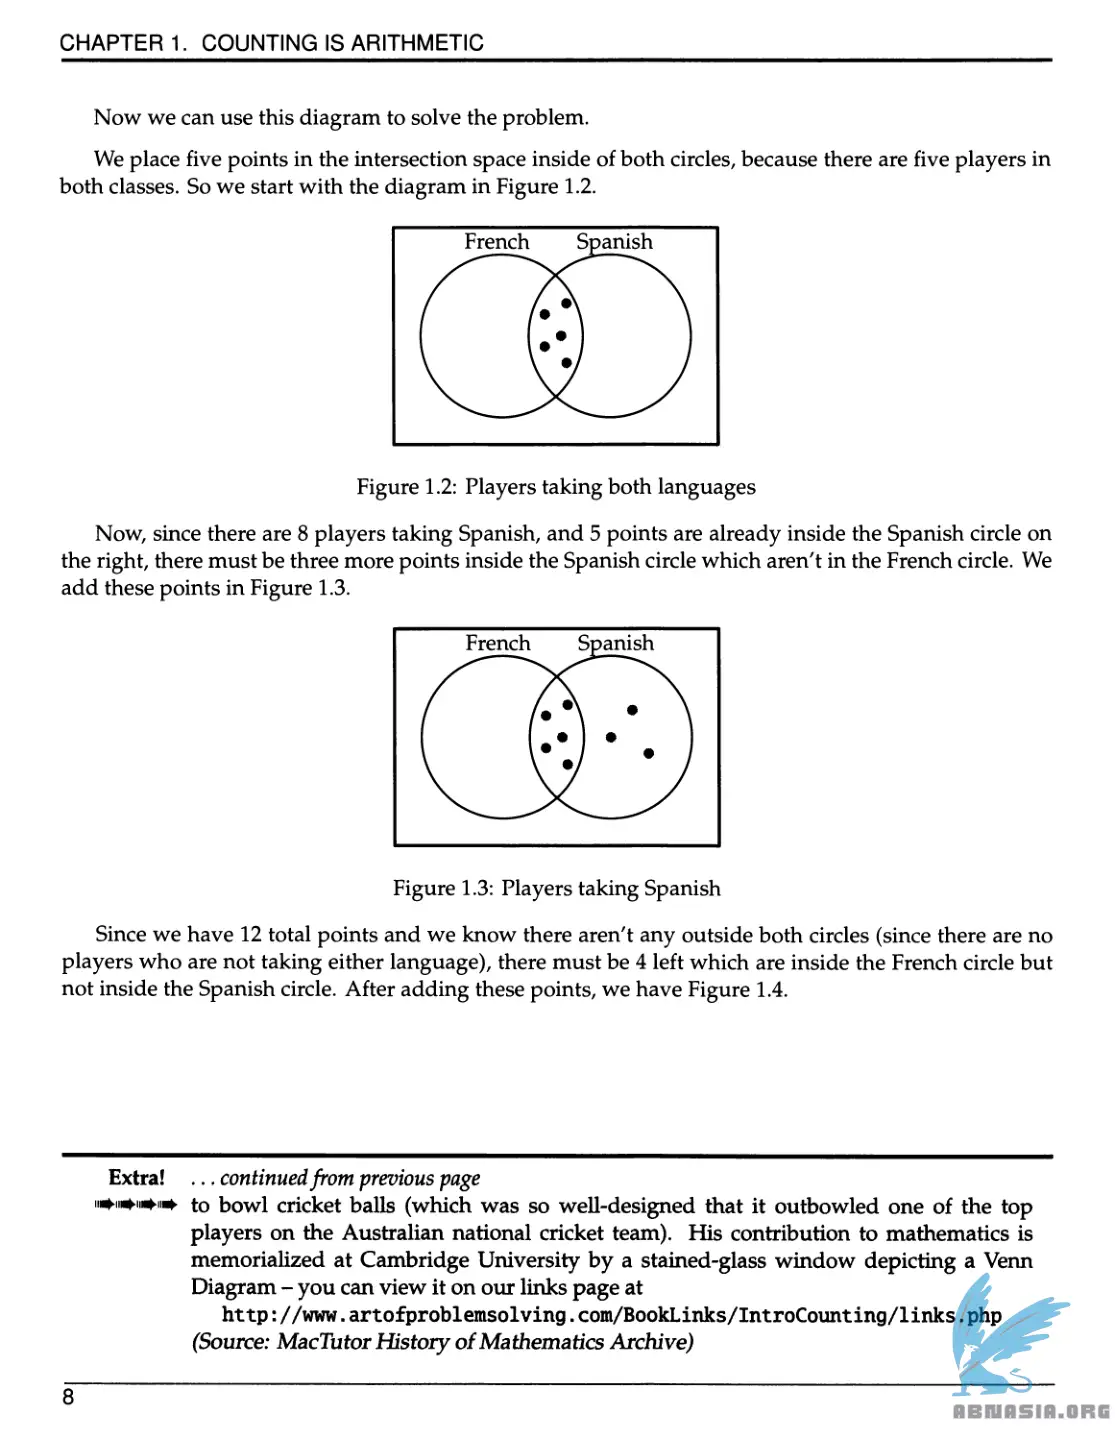 CHAPTER 1. COUNTING IS ARITHMETIC
Now we can use this diagram to solve the problem.
We place five points in the intersection space inside of both circles, because there are five players in
both classes. So we start with the diagram in Figure 1.2.
French Spanish
Figure 1.2: Players taking both languages
Now, since there are 8 players taking Spanish, and 5 points are already inside the Spanish circle on
the right, there must be three more points inside the Spanish circle which aren't in the French circle. We
add these points in Figure 1.3.
French Spanish
Figure 1.3: Players taking Spanish
Since we have 12 total points and we know there aren't any outside both circles (since there are no
players who are not taking either language), there must be 4 left which are inside the French circle but
not inside the Spanish circle. After adding these points, we have Figure 1.4.
Extra! ...continued from previous page
to bowl cricket balls (which was so well-designed that it outbowled one of the top
players on the Australian national cricket team). His contribution to mathematics is
memorialized at Cambridge University by a stained-glass window depicting a Venn
Diagram – you can view it on our links page at
http://www.artofproblemsolving.com/BookLinks/IntroCounting/links.php
(Source: MacTutor History of Mathematics Archive)
8
ABNASIA.ORG